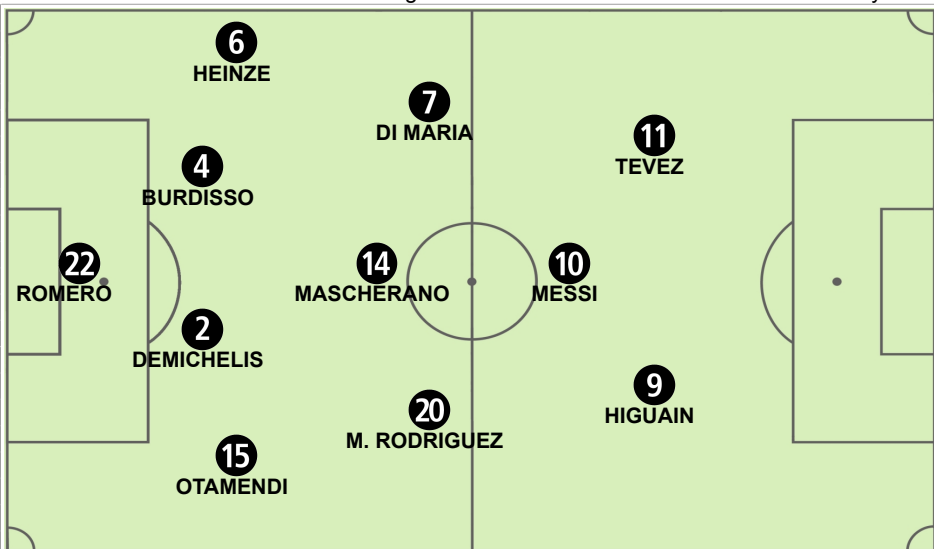 6
HEINZE
7
DI MARIA
11
TEVEZ
4
BURDISSO
22
ROMERO
14
MASCHERANO
10
MESSI
2
DEMICHELIS
9
HIGUAIN
20
M. RODRIGUEZ
15
OTAMENDI